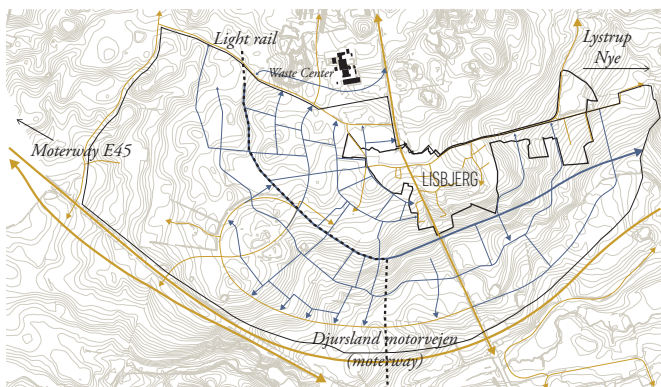 Light rail
Lystrup
Nye
Waste Center
Moterway E45
LISBJERG
Djursland motorvejen
(moterway)